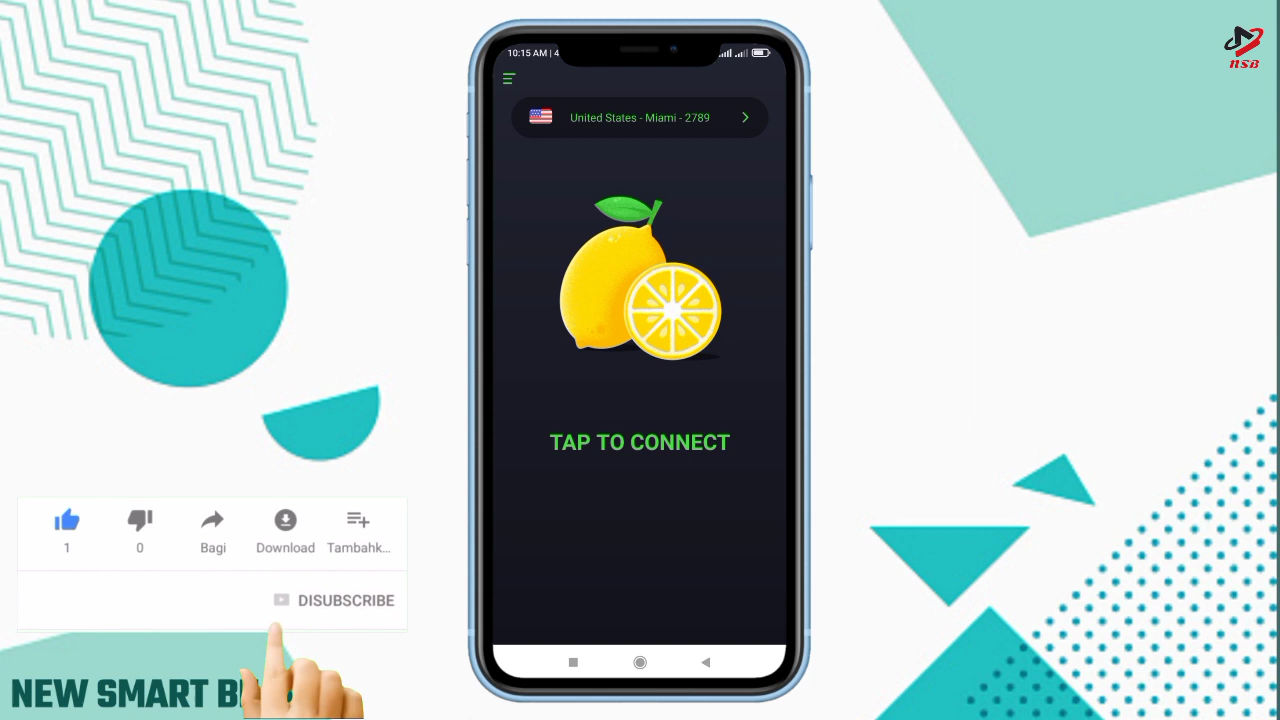 NSB
10:15 AM | 4
United States - Miami - 2789
TAP TO CONNECT
1
0
Bagi
Download
Tambahk...
DISUBSCRIBE
NEW SMART